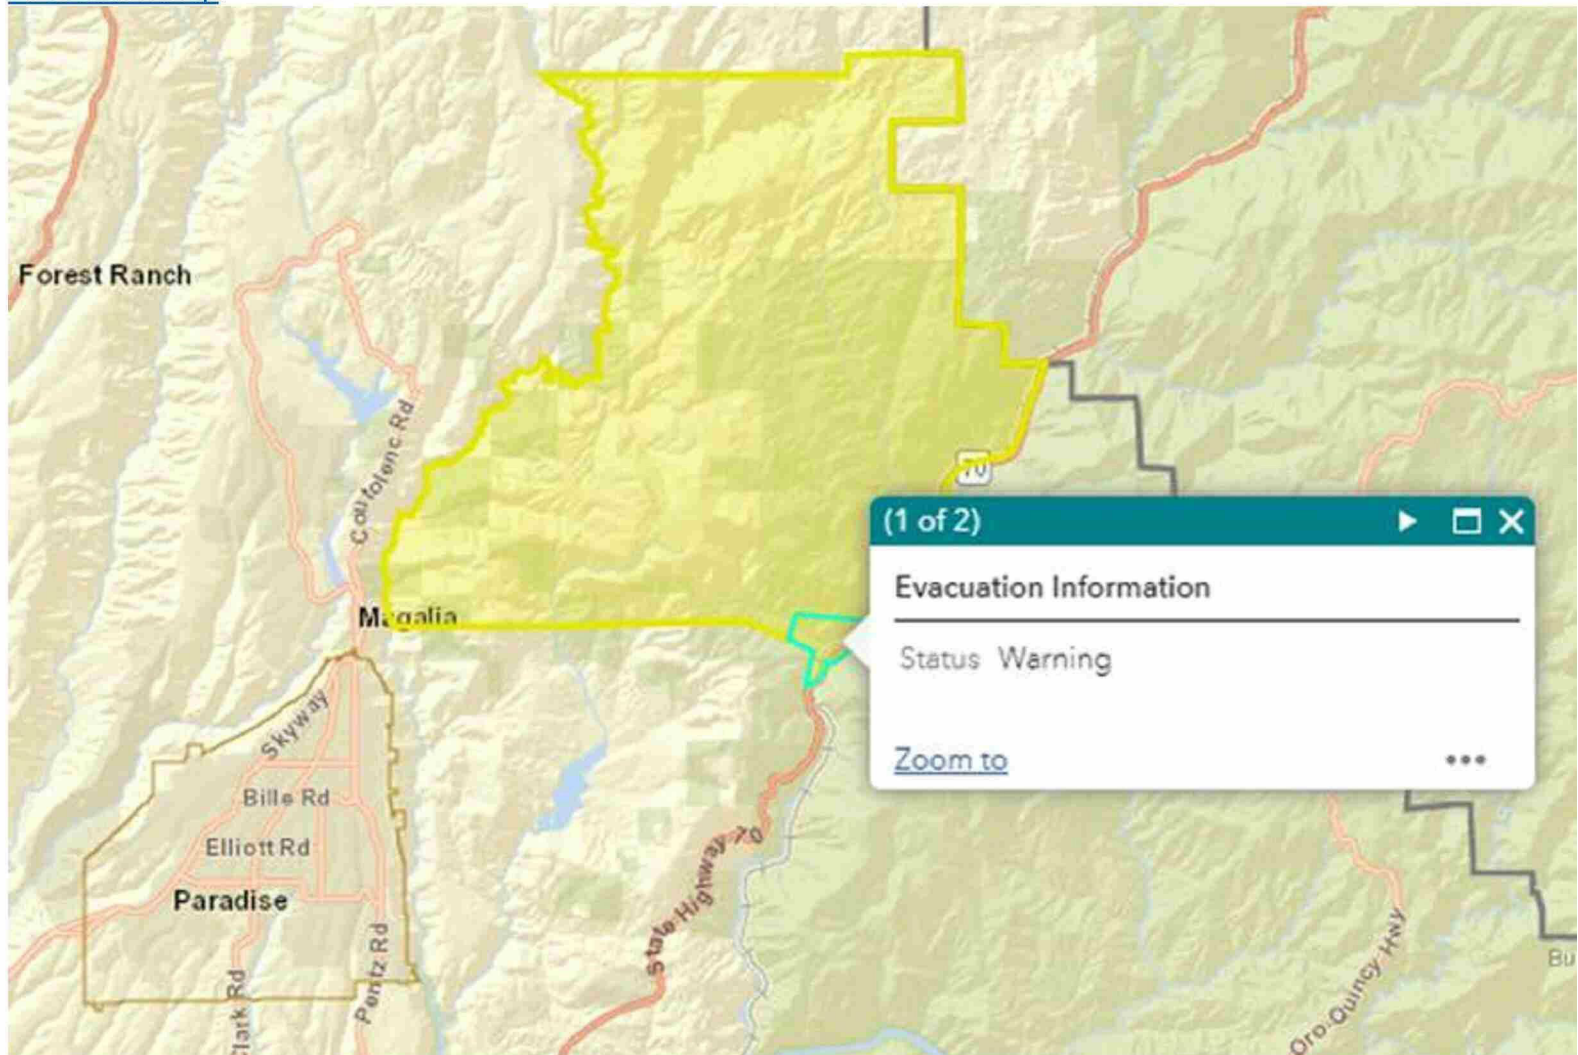 Forest Ranch
Coutolenc Rd
70
(1 of 2)
Evacuation Information
Magalia
Status Warning
Skyway
Zoom to
Bille Rd
Elliott Rd
State Highway 70
Paradise
Pentz Rd
Clark Rd
Oro-Quincy Hwy
Bu